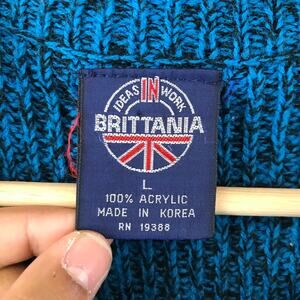 IDEAS IN WORK
BRITTANIA
L
100% ACRYLIC
MADE IN KOREA
RN 19388